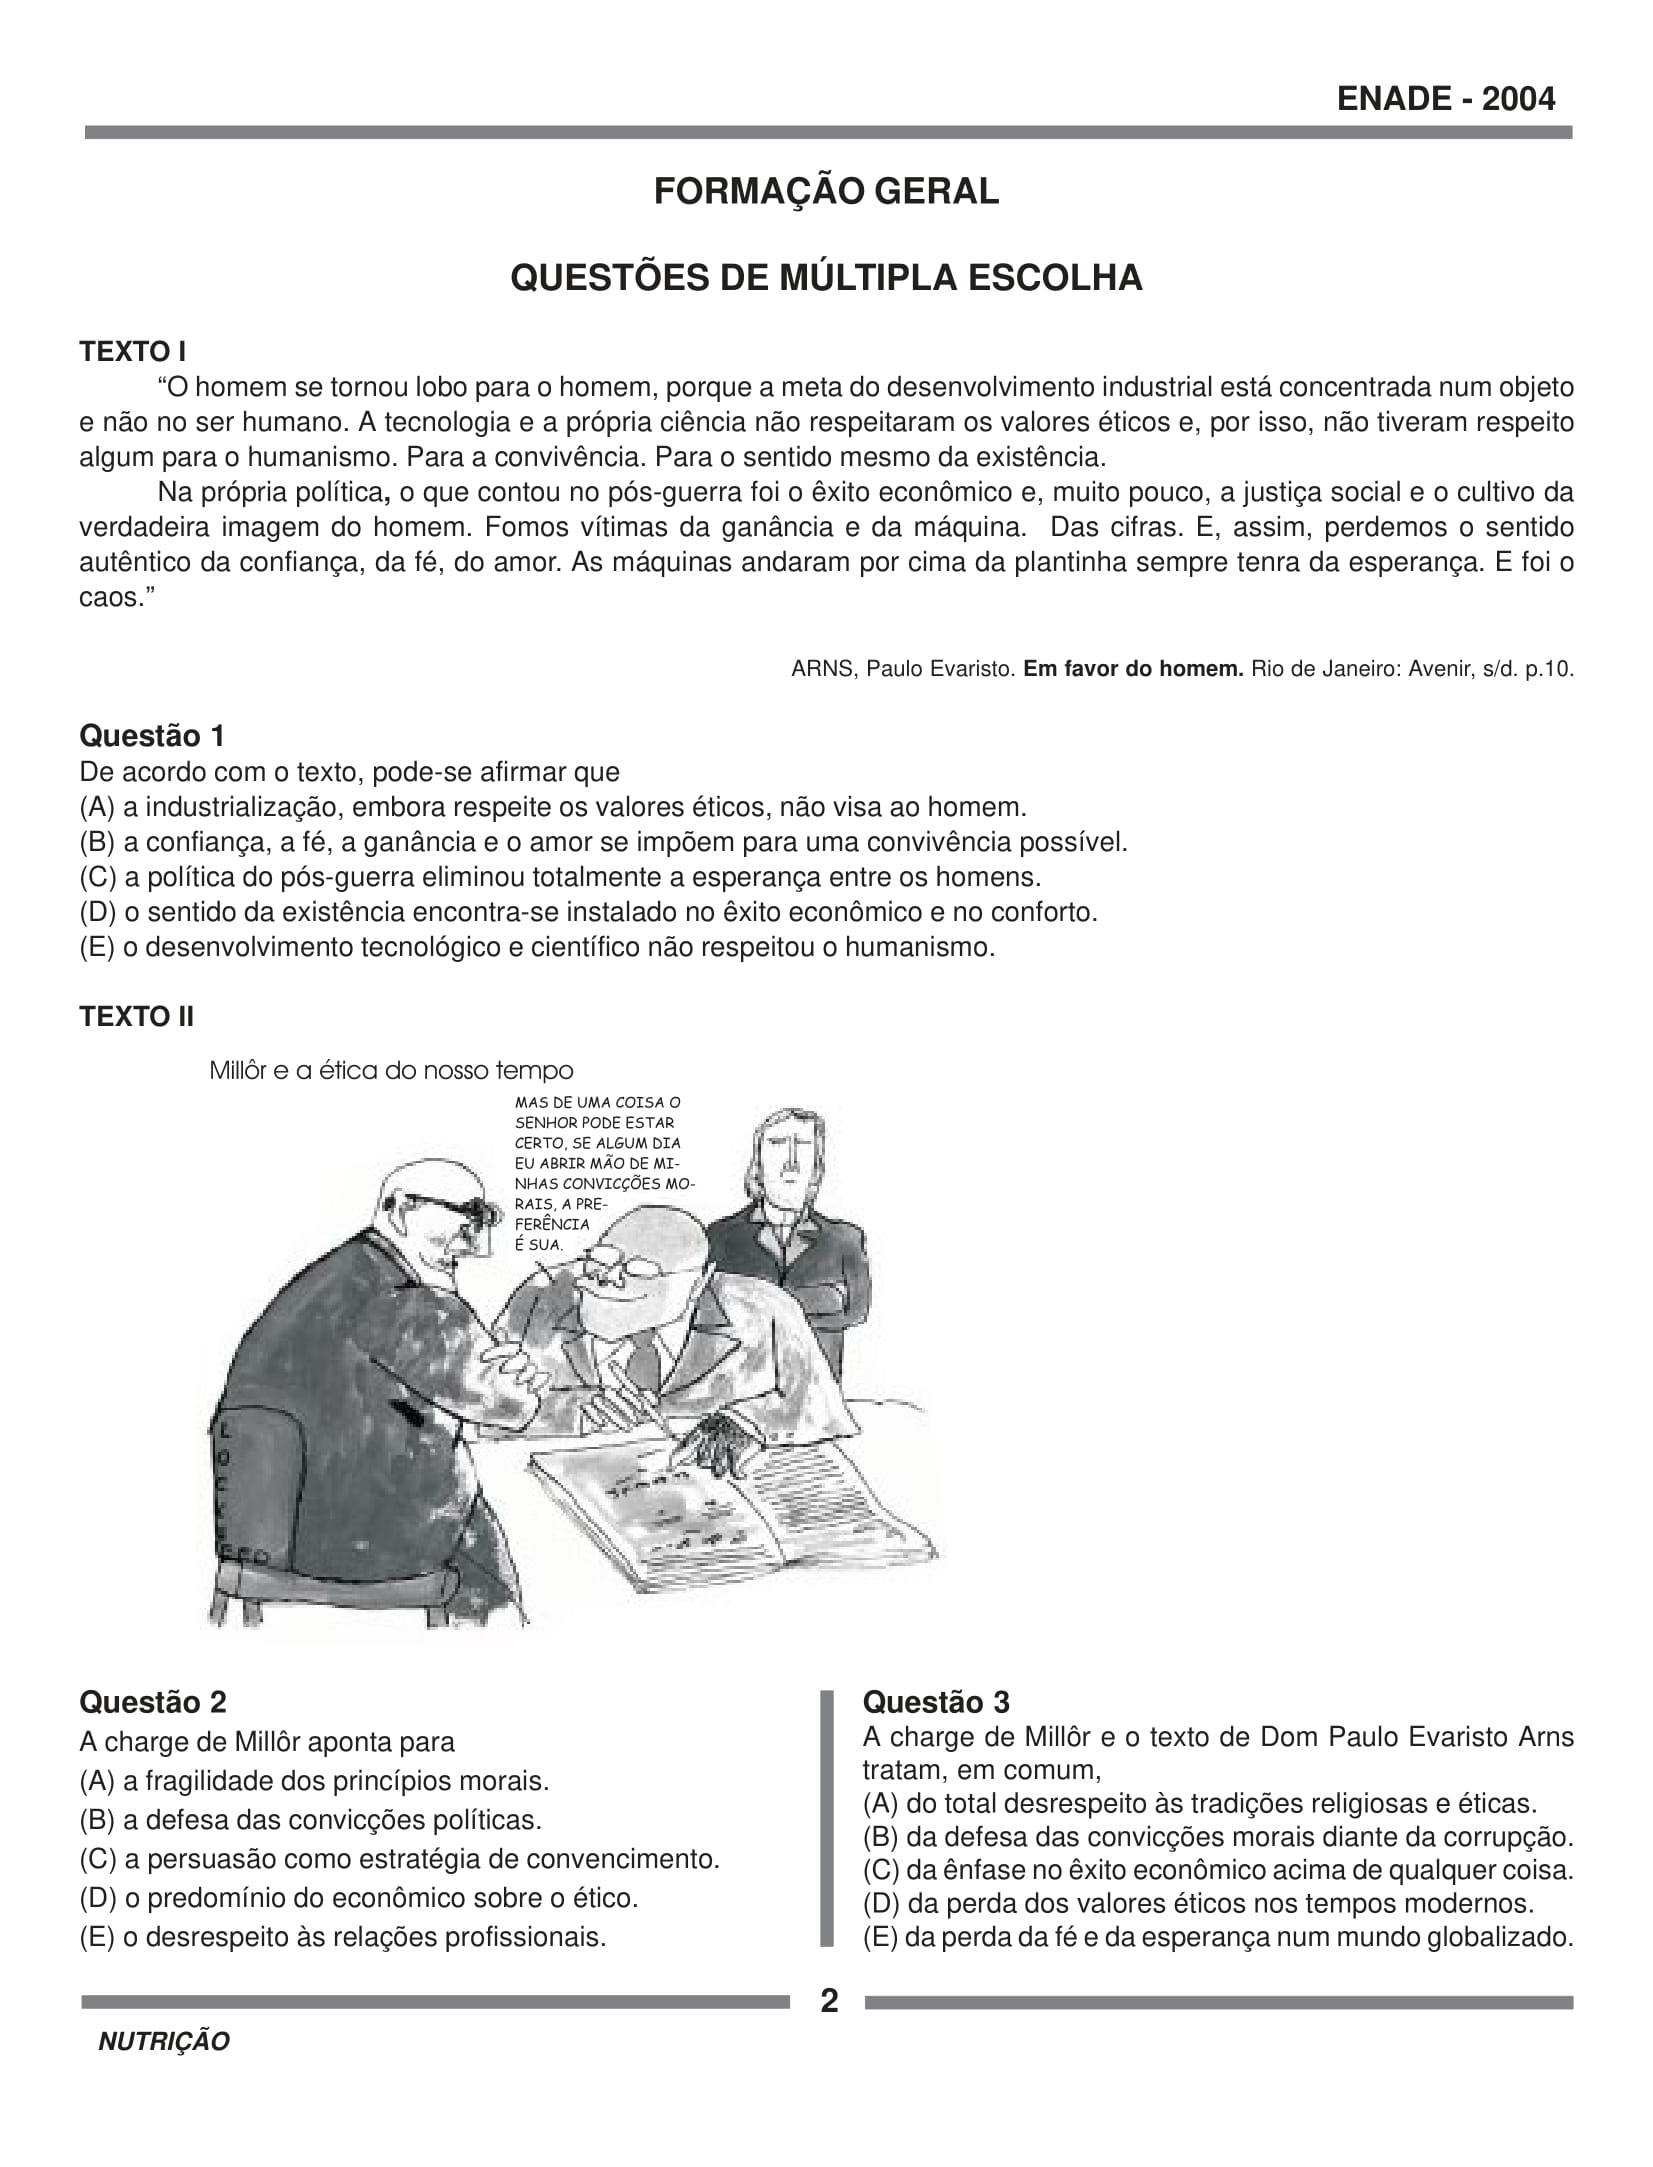 ENADE - 2004
FORMAÇÃO GERAL
QUESTÕES DE MÚLTIPLA ESCOLHA
TEXTO I
“O homem se tornou lobo para o homem, porque a meta do desenvolvimento industrial está concentrada num objeto
e não no ser humano. A tecnologia e a própria ciência não respeitaram os valores éticos e, por isso, não tiveram respeito
algum para o humanismo. Para a convivência. Para o sentido mesmo da existência.
Na própria política, o que contou no pós-guerra foi o êxito econômico e, muito pouco, a justiça social e o cultivo da
verdadeira imagem do homem. Fomos vítimas da ganância e da máquina. Das cifras. E, assim, perdemos o sentido
autêntico da confiança, da fé, do amor. As máquinas andaram por cima da plantinha sempre tenra da esperança. E foi o
caos.”
ARNS, Paulo Evaristo. Em favor do homem. Rio de Janeiro: Avenir, s/d. p.10.
Questão 1
De acordo com o texto, pode-se afirmar que
(A) a industrialização, embora respeite os valores éticos, não visa ao homem.
(B) a confiança, a fé, a ganância e o amor se impõem para uma convivência possível.
(C) a política do pós-guerra eliminou totalmente a esperança entre os homens.
(D) o sentido da existência encontra-se instalado no êxito econômico e no conforto.
(E) o desenvolvimento tecnológico e científico não respeitou o humanismo.
TEXTO II
Millôr e a ética do nosso tempo
MAS DE UMA COISA O
SENHOR PODE ESTAR
CERTO, SE ALGUM DIA
EU ABRIR MÃO DE MI-
NHAS CONVICÇÕES MO-
RAIS, A PRE-
FERÊNCIA
É SUA.
Questão 2
A charge de Millôr aponta para
(A) a fragilidade dos princípios morais.
(B) a defesa das convicções políticas.
(C) a persuasão como estratégia de convencimento.
(D) o predomínio do econômico sobre o ético.
(E) o desrespeito às relações profissionais.
Questão 3
A charge de Millôr e o texto de Dom Paulo Evaristo Arns
tratam, em comum,
(A) do total desrespeito às tradições religiosas e éticas.
(B) da defesa das convicções morais diante da corrupção.
(C) da ênfase no êxito econômico acima de qualquer coisa.
(D) da perda dos valores éticos nos tempos modernos.
(E) da perda da fé e da esperança num mundo globalizado.
2
NUTRIÇÃO